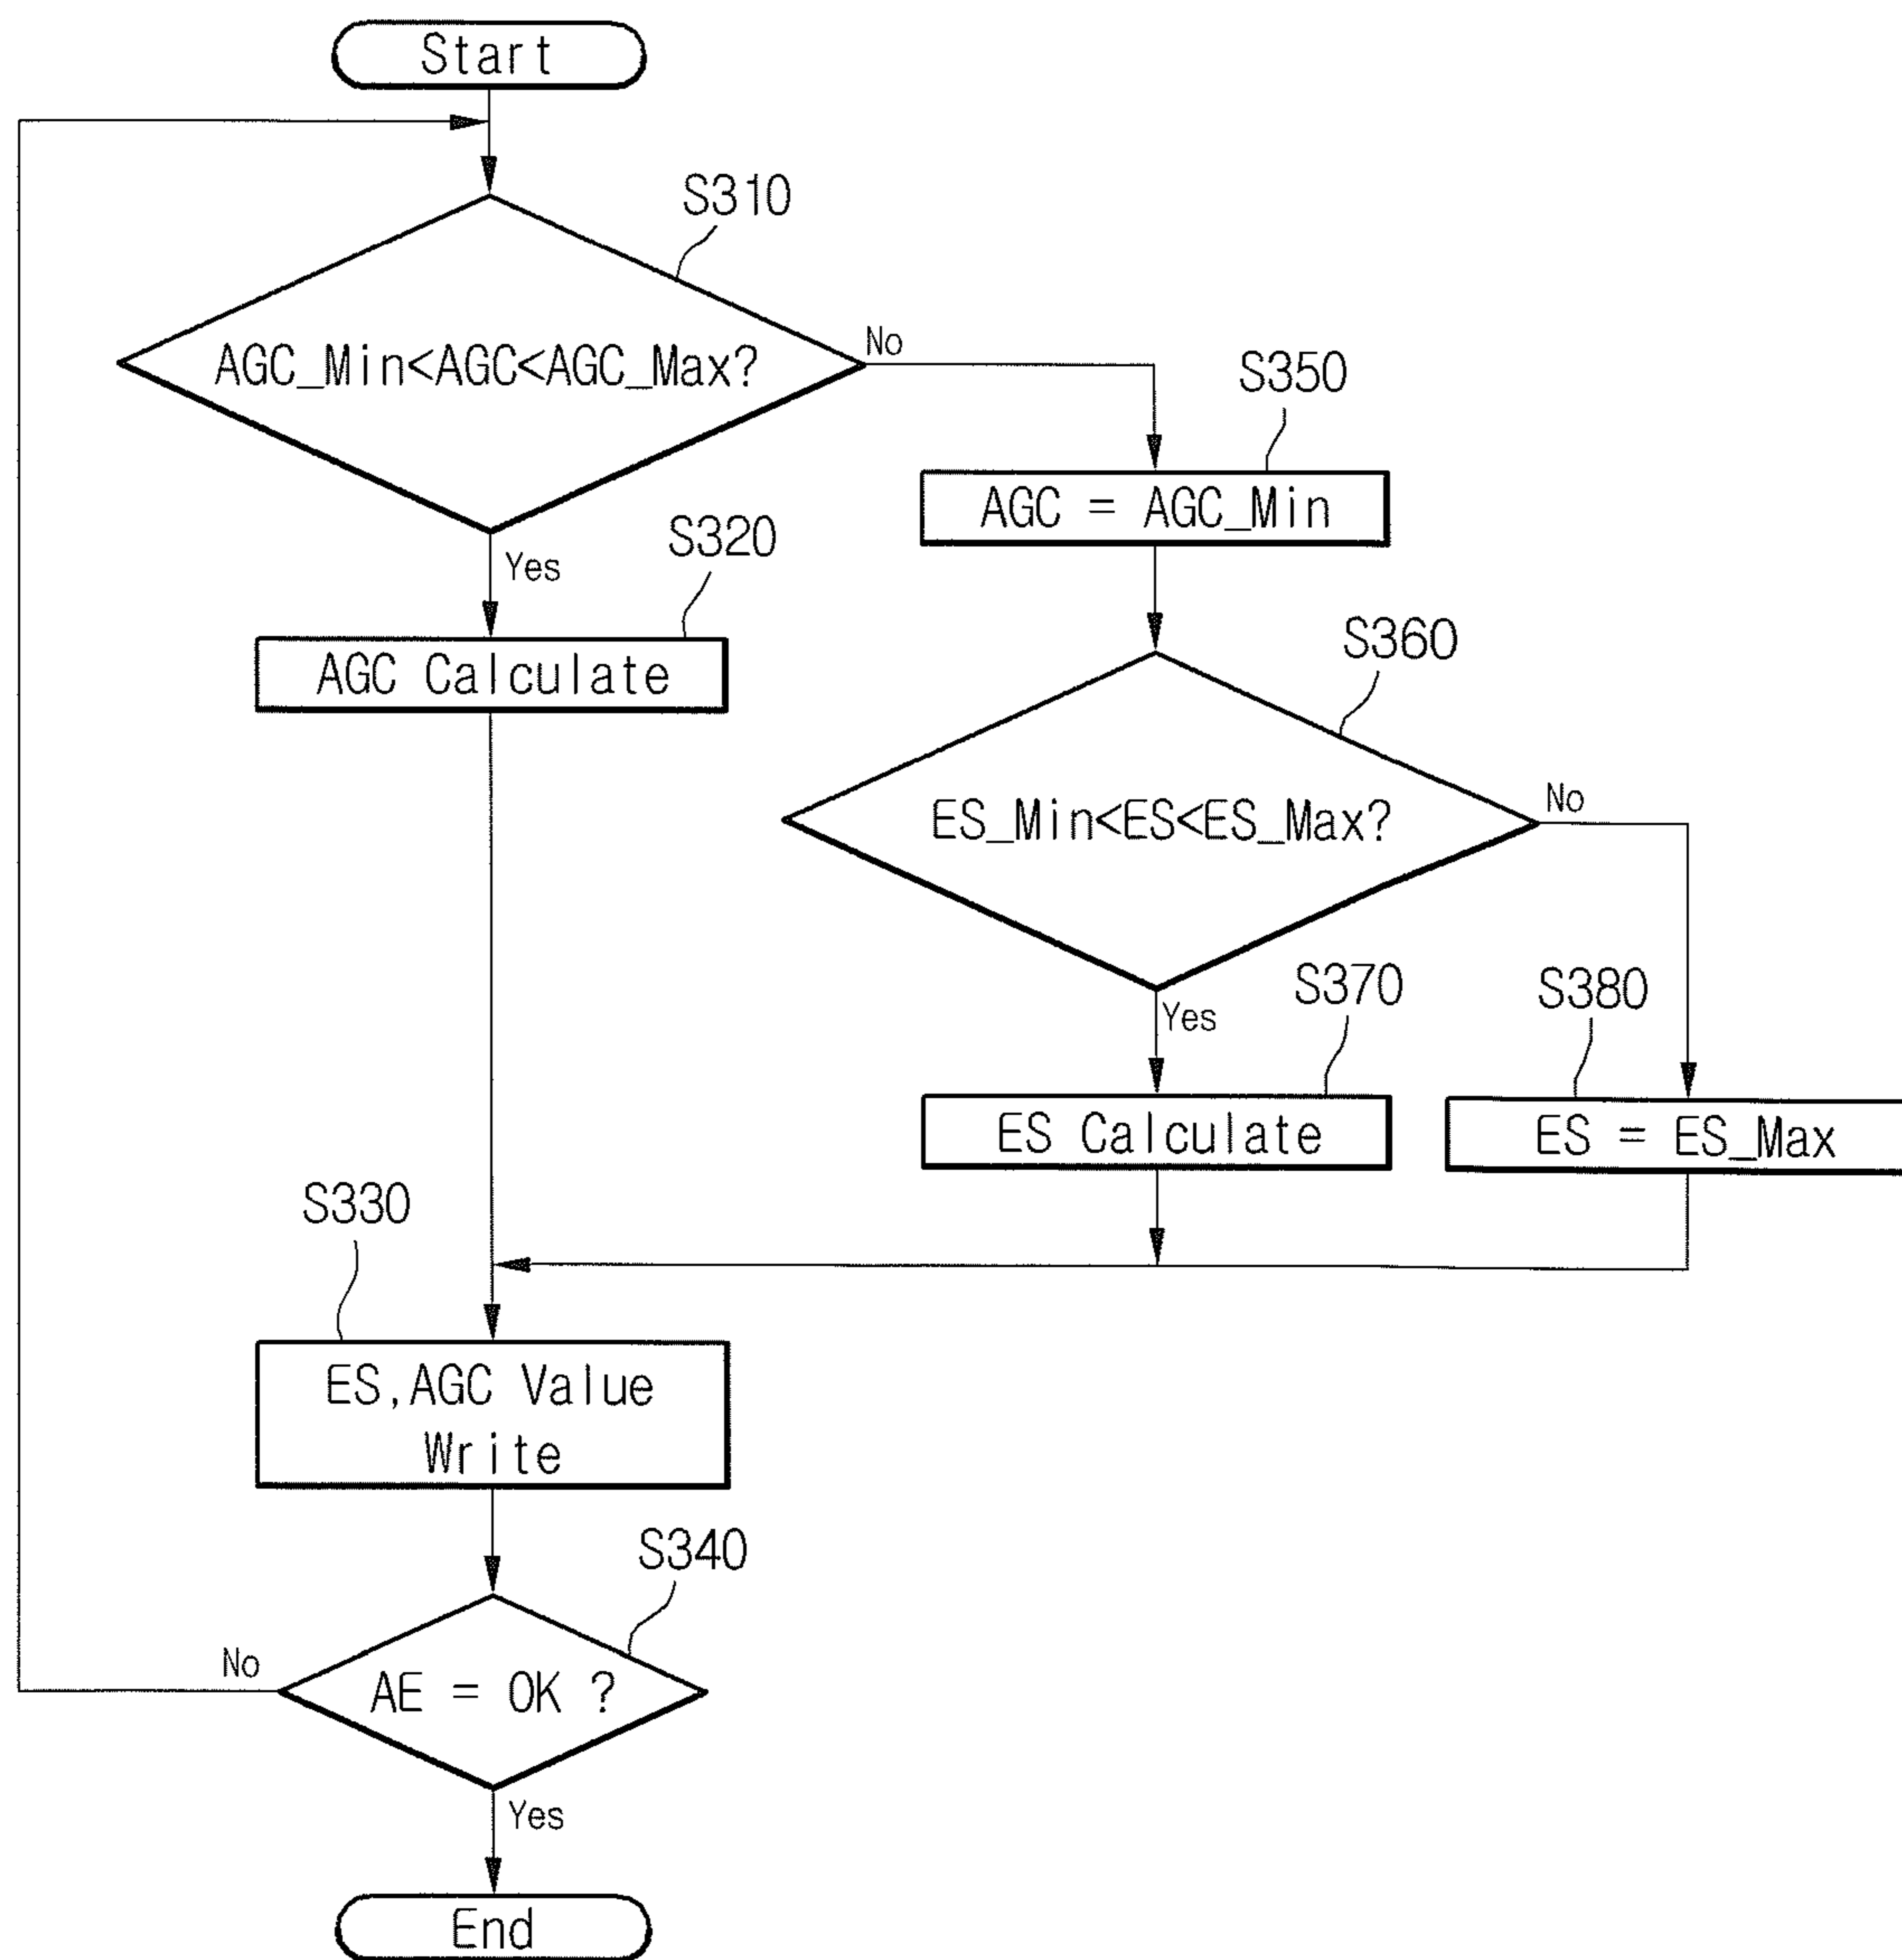 Start
S310
AGC_Min<AGC<AGC_Max?
No
S350
AGC = AGC_Min
Yes
S320
AGC Calculate
S360
ES_Min<ES<ES_Max?
No
Yes
S370
S380
ES Calculate
ES = ES_Max
S330
ES,AGC Value
Write
S340
No
AE = OK ?
Yes
End